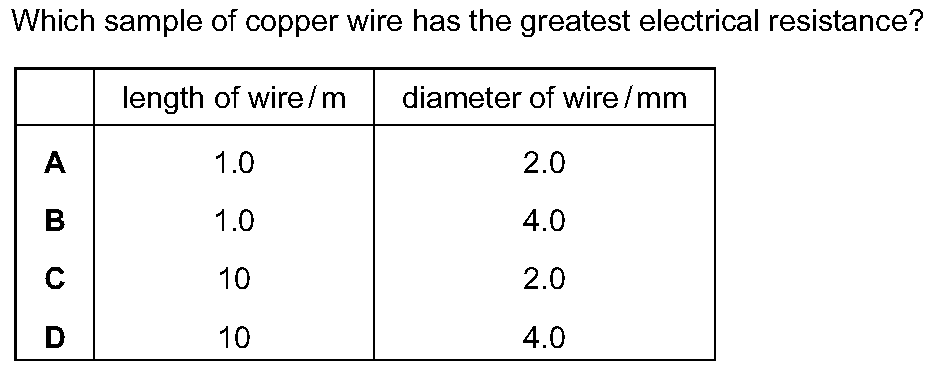 Which sample of copper wire has the greatest electrical resistance?
length of wire / m diameter of wire / mm
A 1.0 2.0
B 1.0 4.0
C 10 2.0
D 10 4.0